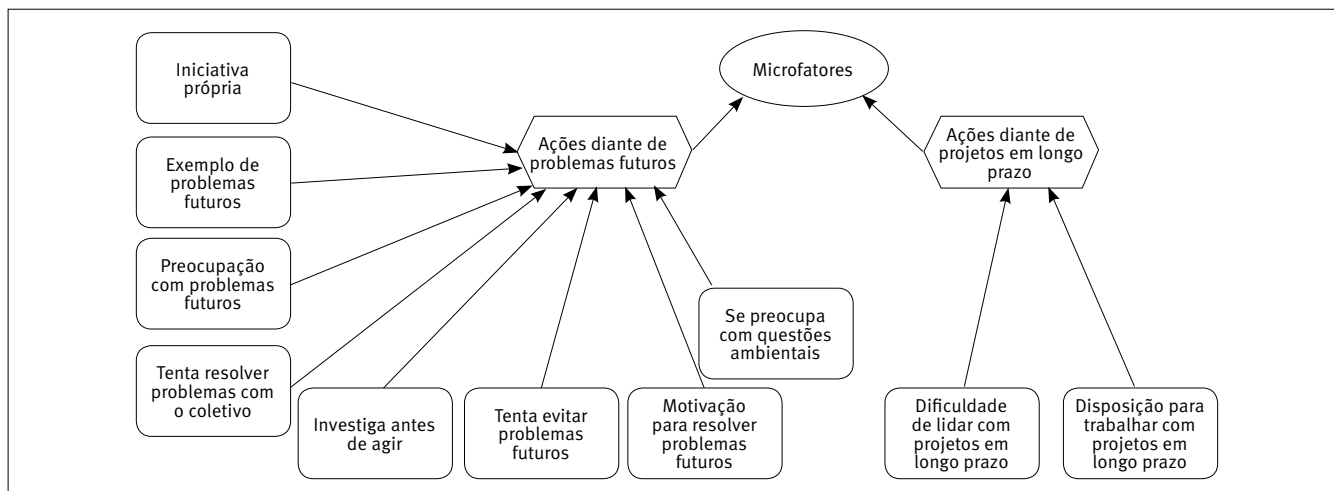 Iniciativa
própria
Microfatores
Ações diante de
problemas futuros
Ações diante de
projetos em longo
prazo
Exemplo de
problemas
futuros
Preocupação
com problemas
futuros
Se preocupa
com questões
ambientais
Tenta resolver
problemas com
o coletivo
Investiga antes
de agir
Tenta evitar
problemas
futuros
Motivação
para resolver
problemas
futuros
Dificuldade
de lidar com
projetos em
longo prazo
Disposição para
trabalhar com
projetos em
longo prazo